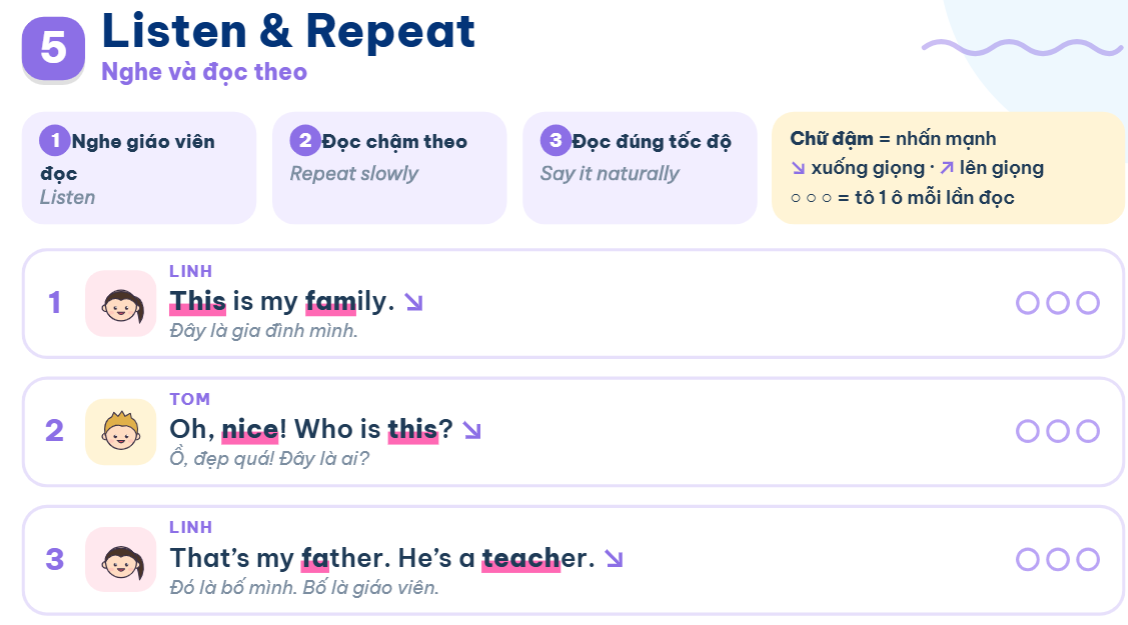 5
Listen & Repeat
Nghe và đọc theo
1 Nghe giáo viên
đọc
Listen
2 Đọc chậm theo
Repeat slowly
3 Đọc đúng tốc độ
Say it naturally
Chữ đậm = nhấn mạnh
↘ xuống giọng · ↗ lên giọng
○ ○ ○ = tô 1 ô mỗi lần đọc
1
LINH
This is my family. ↘
Đây là gia đình mình.
2
TOM
Oh, nice! Who is this? ↘
Ồ, đẹp quá! Đây là ai?
3
LINH
That’s my father. He’s a teacher. ↘
Đó là bố mình. Bố là giáo viên.